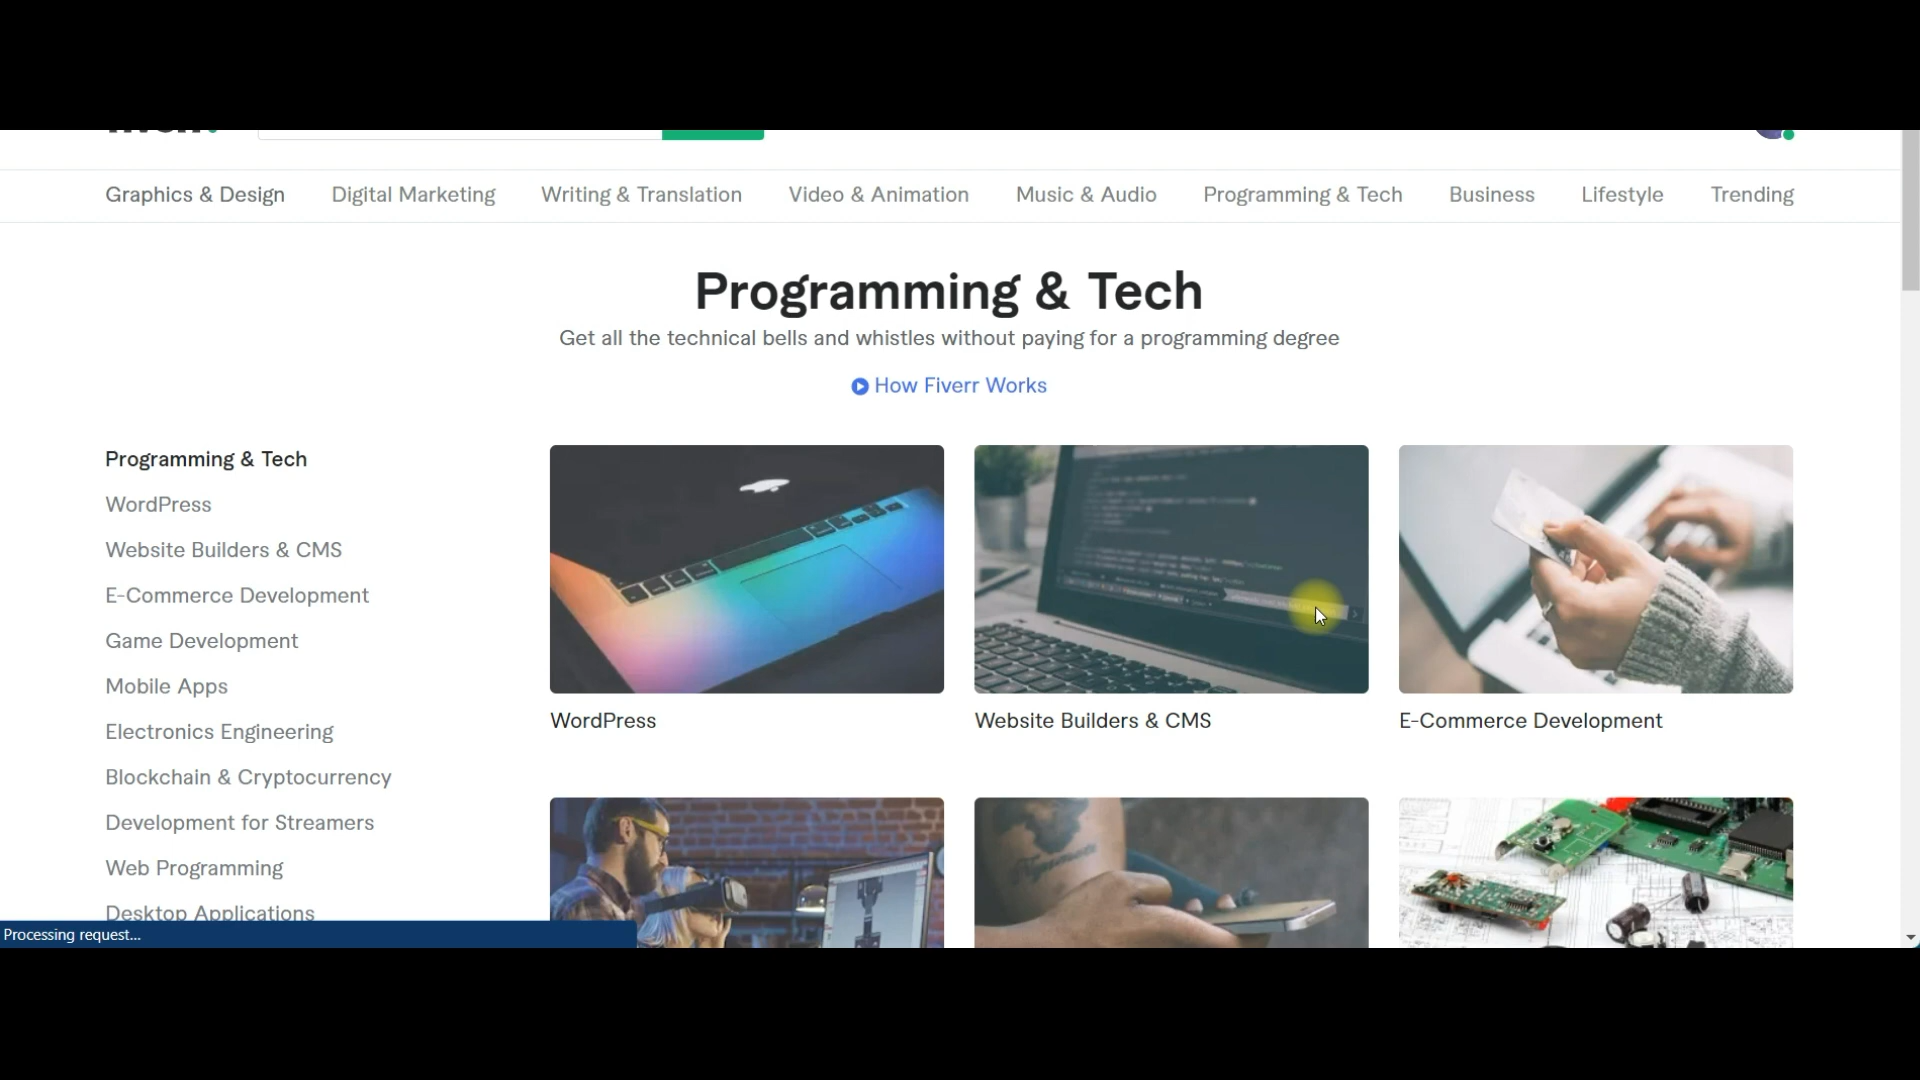 Graphics & Design Digital Marketing Writing & Translation Video & Animation Music & Audio Programming & Tech Business Lifestyle Trending
Programming & Tech
Get all the technical bells and whistles without paying for a programming degree
How Fiverr Works
Programming & Tech
WordPress
Website Builders & CMS
E-Commerce Development
Game Development
Mobile Apps
Electronics Engineering
Blockchain & Cryptocurrency
Development for Streamers
Web Programming
Desktop Applications
WordPress
Website Builders & CMS
E-Commerce Development
Processing request...